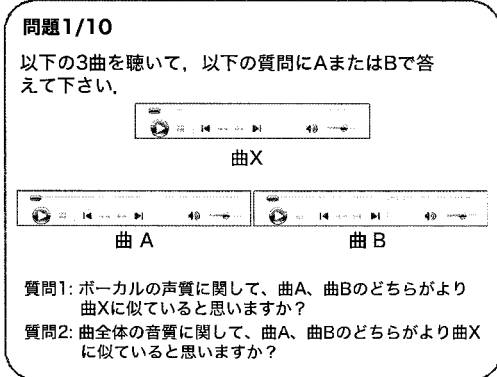 問題1/10
以下の3曲を聴いて，以下の質問にAまたはBで答
えて下さい．
曲X
曲 A
曲 B
質問1: ボーカルの声質に関して、曲A、曲Bのどちらがより
曲Xに似ていると思いますか？
質問2: 曲全体の音質に関して、曲A、曲Bのどちらがより曲X
に似ていると思いますか？